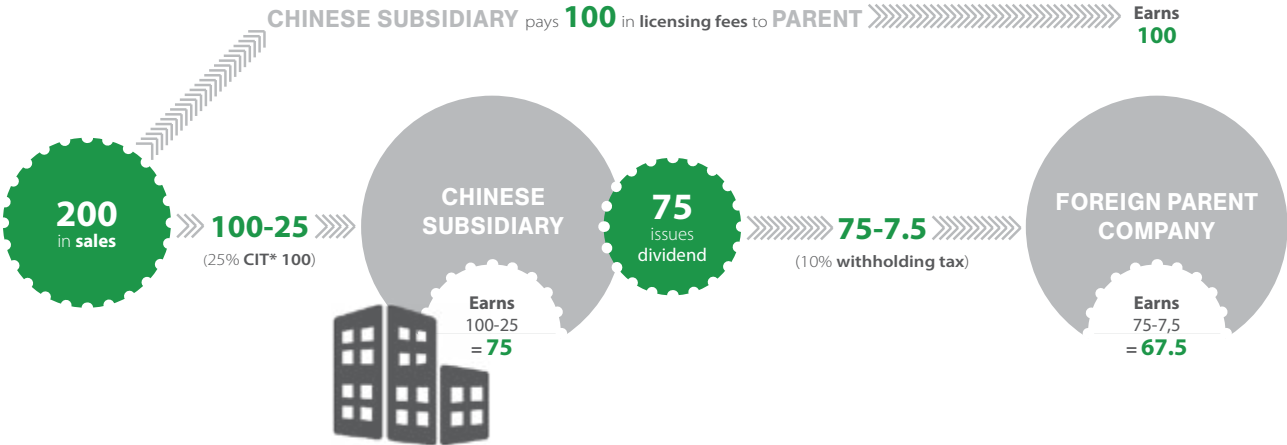 CHINESE SUBSIDIARY pays 100 in licensing fees to PARENT
Earns
100
200
in sales
100-25
(25% CIT* 100)
CHINESE
SUBSIDIARY
Earns
100-25
= 75
75
issues
dividend
75-7.5
(10% withholding tax)
FOREIGN PARENT
COMPANY
Earns
75-7,5
= 67.5